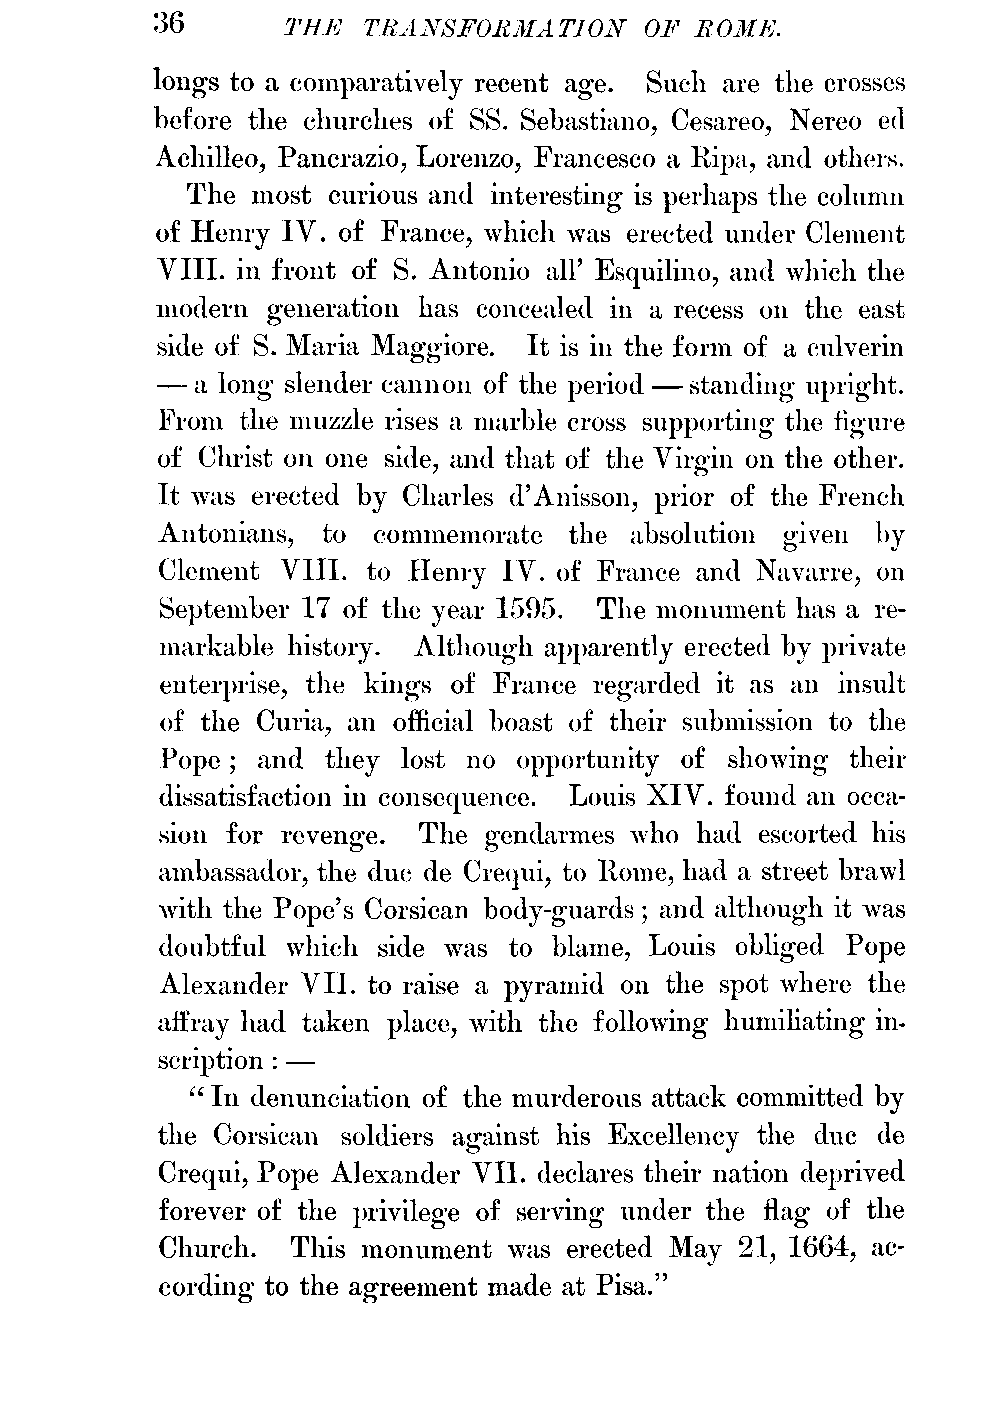 36 THE TRANSFORMATION OF ROME.
longs to a comparatively recent age. Such are the crosses
before the churches of SS. Sebastiano, Cesareo, Nereo ed
Achilleo, Pancrazio, Lorenzo, Francesco a Ripa, and others.
The most curious and interesting is perhaps the column
of Henry IV. of France, which was erected under Clement
VIII. in front of S. Antonio all' Esquilino, and which the
modern generation has concealed in a recess on the east
side of S. Maria Maggiore. It is in the form of a culverin
— a long slender cannon of the period — standing upright.
From the muzzle rises a marble cross supporting the figure
of Christ on one side, and that of the Virgin on the other.
It was erected by Charles d'Anisson, prior of the French
Antonians, to commemorate the absolution given by
Clement VIII. to Henry IV. of France and Navarre, on
September 17 of the year 1595. The monument has a re-
markable history. Although apparently erected by private
enterprise, the kings of France regarded it as an insult
of the Curia, an official boast of their submission to the
Pope ; and they lost no opportunity of showing their
dissatisfaction in consequence. Louis XIV. found an occa-
sion for revenge. The gendarmes who had escorted his
ambassador, the duc de Crequi, to Rome, had a street brawl
with the Pope's Corsican body-guards ; and although it was
doubtful which side was to blame, Louis obliged Pope
Alexander VII. to raise a pyramid on the spot where the
affray had taken place, with the following humiliating in-
scription : —
"In denunciation of the murderous attack committed by
the Corsican soldiers against his Excellency the duc de
Crequi, Pope Alexander VII. declares their nation deprived
forever of the privilege of serving under the flag of the
Church. This monument was erected May 21, 1664, ac-
cording to the agreement made at Pisa."